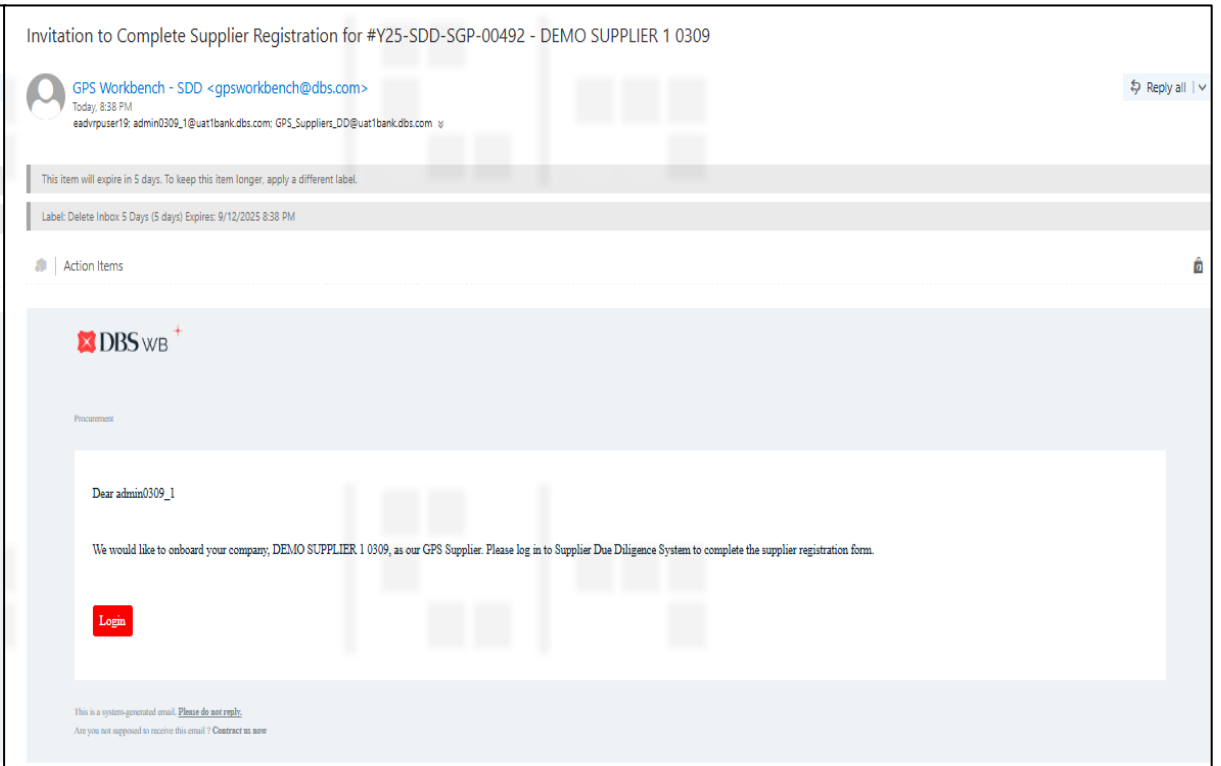 Invitation to Complete Supplier Registration for #Y25-SDD-SGP-00492 - DEMO SUPPLIER 1 0309
GPS Workbench - SDD <gpsworkbench@dbs.com>
Reply all
Today, 8:38 PM
eadvrpuser19; admin0309_1@uat1bank.dbs.com; GPS_Suppliers_DD@uat1bank.dbs.com
This item will expire in 5 days. To keep this item longer, apply a different label.
Label: Delete Inbox 5 Days (5 days) Expires: 9/12/2025 8:38 PM
Action Items
DBS WB
Procurement
Dear admin0309_1
We would like to onboard your company, DEMO SUPPLIER 1 0309, as our GPS Supplier. Please log in to Supplier Due Diligence System to complete the supplier registration form.
Login
This is a system-generated email. Please do not reply.
Are you not supposed to receive this email ? Contract us now